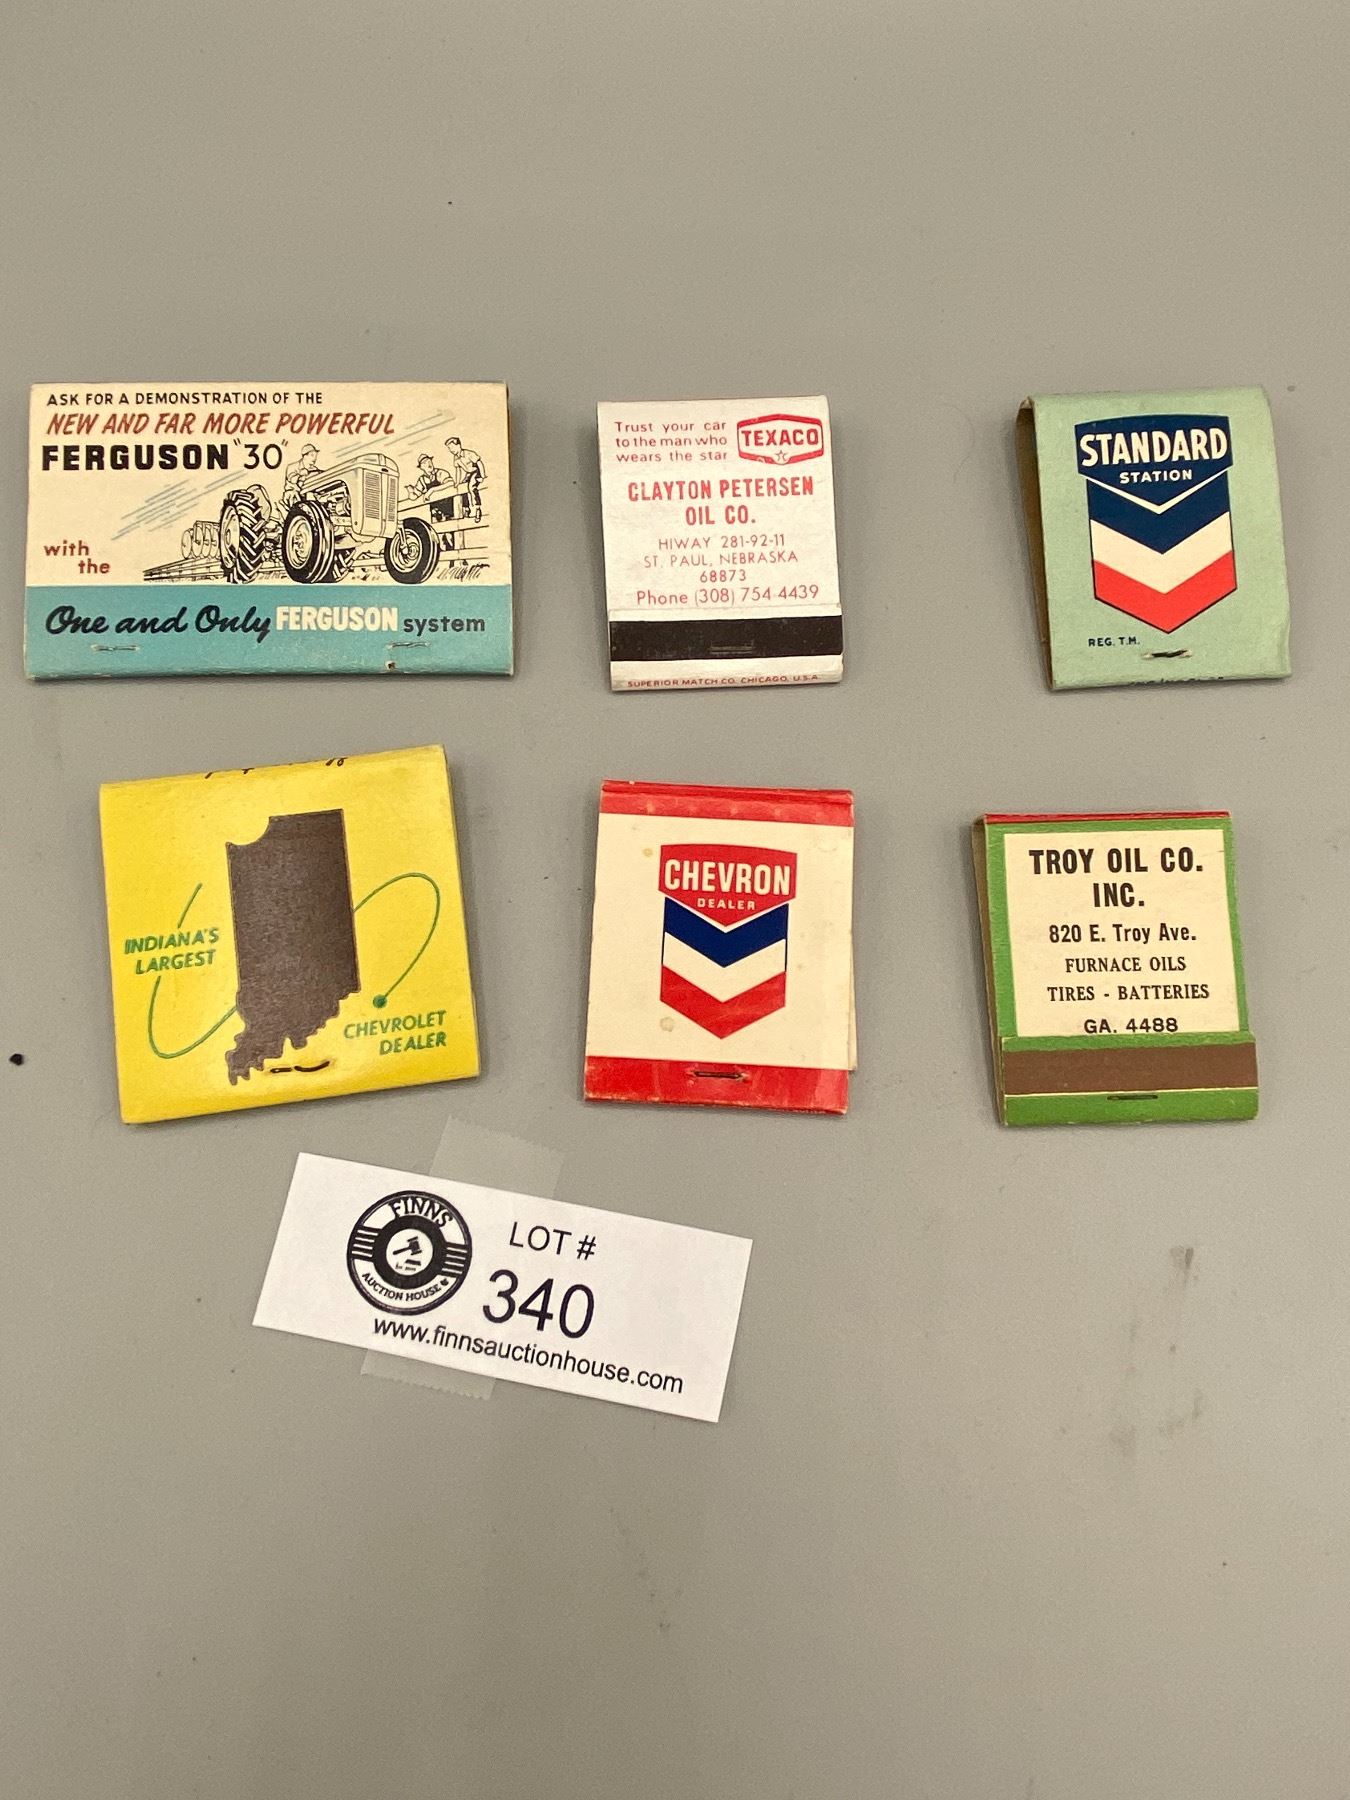 ASK FOR A DEMONSTRATION OF THE
NEW AND FAR MORE POWERFUL
FERGUSON "30"
with
the
One and Only FERGUSON system
Trust your car
to the man who
wears the star
TEXACO
CLAYTON PETERSEN
OIL CO.
HIWAY 281-92-11
ST. PAUL, NEBRASKA
68873
Phone (308) 754-4439
SUPERIOR MATCH CO. CHICAGO, U.S.A.
STANDARD
STATION
REG. T.M.
INDIANA'S
LARGEST
CHEVROLET
DEALER
CHEVRON
DEALER
TROY OIL CO.
INC.
820 E. Troy Ave.
FURNACE OILS
TIRES - BATTERIES
GA. 4488
FINNS
AUCTION HOUSE
LOT #
340
www.finnsauctionhouse.com